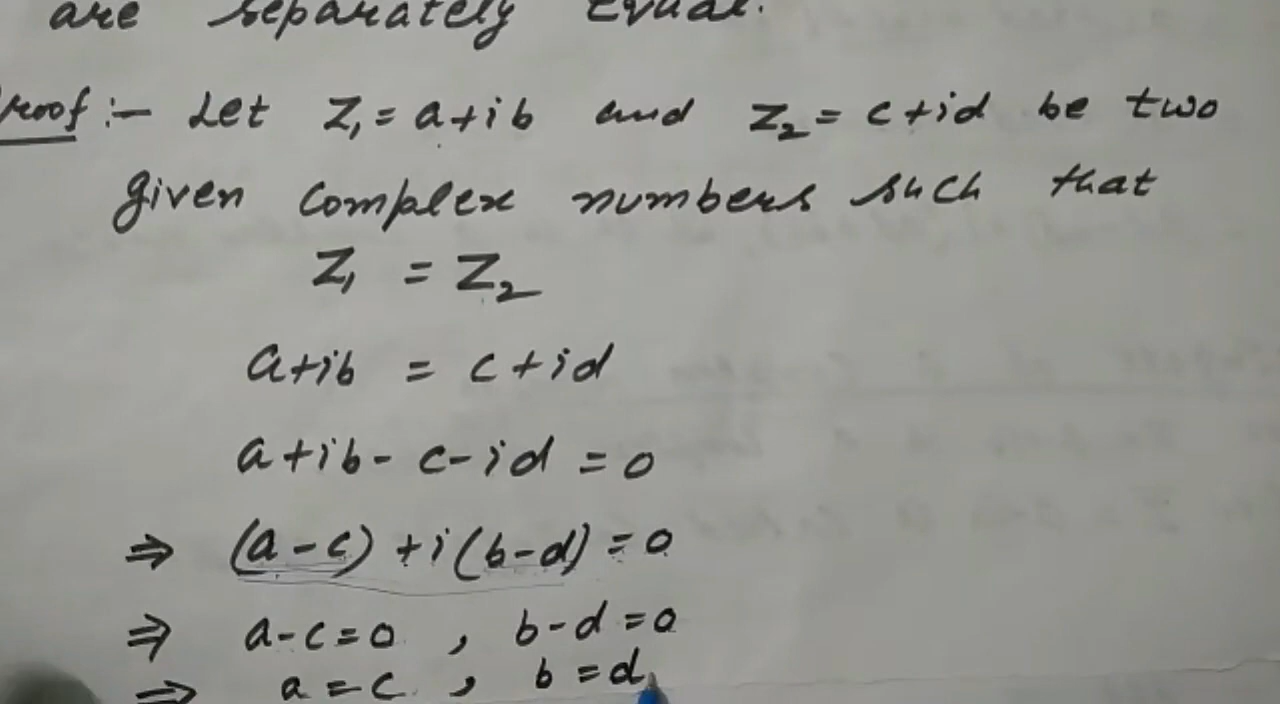 are separately Equal.
Proof :- Let Z₁ = a+ib and Z₂ = c+id be two
given complex numbers such that
Z₁ = Z₂
a+ib = c+id
a+ib-c-id = 0
⇒ (a-c)+i(b-d) = 0
⇒ a-c=0 , b-d=0
⇒ a=c , b=d